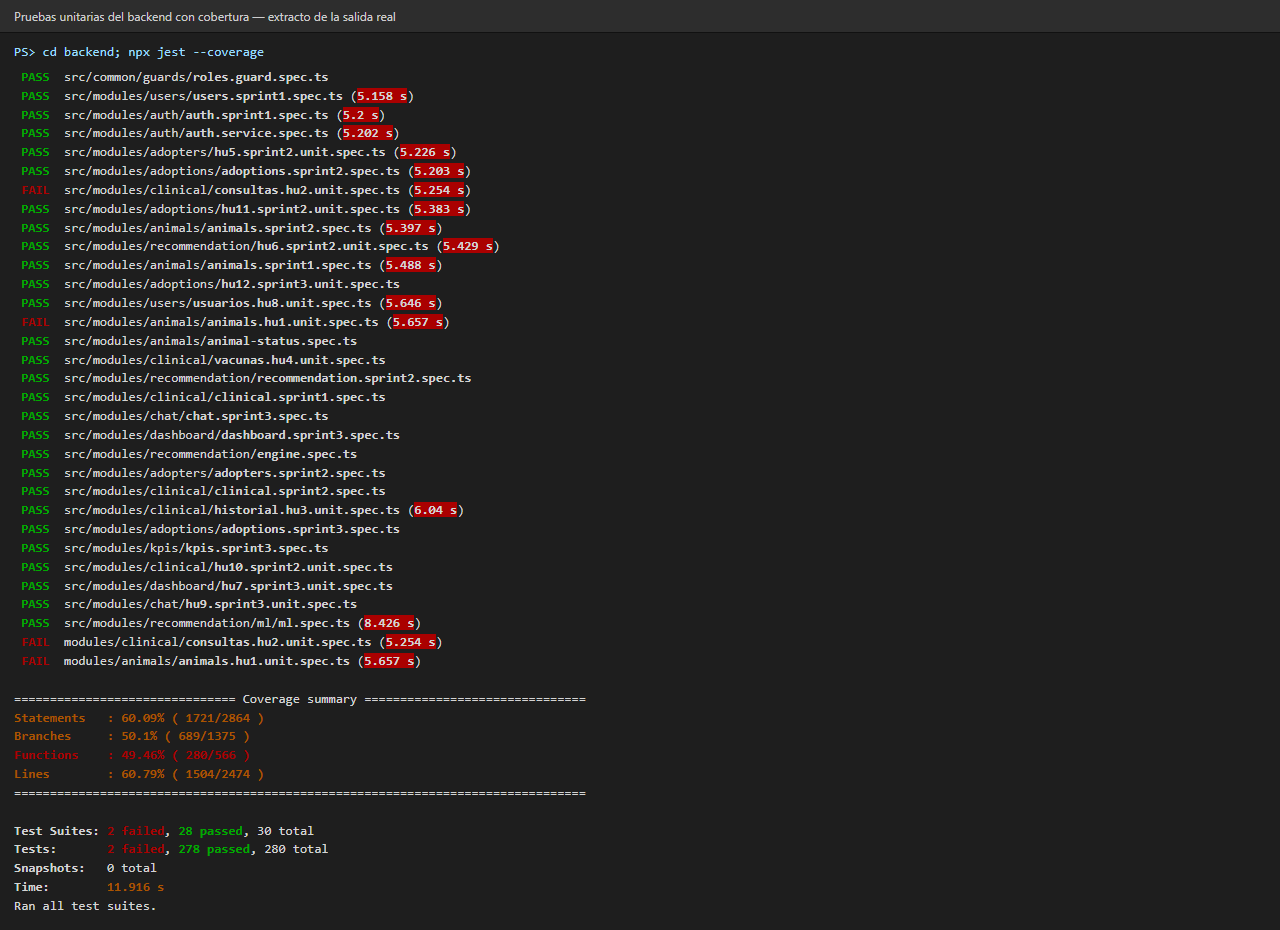 Pruebas unitarias del backend con cobertura — extracto de la salida real
PS> cd backend; npx jest --coverage
PASS src/common/guards/roles.guard.spec.ts
PASS src/modules/users/users.sprint1.spec.ts (5.158 s)
PASS src/modules/auth/auth.sprint1.spec.ts (5.2 s)
PASS src/modules/auth/auth.service.spec.ts (5.202 s)
PASS src/modules/adopters/hu5.sprint2.unit.spec.ts (5.226 s)
PASS src/modules/adoptions/adoptions.sprint2.spec.ts (5.203 s)
FAIL src/modules/clinical/consultas.hu2.unit.spec.ts (5.254 s)
PASS src/modules/adoptions/hu11.sprint2.unit.spec.ts (5.383 s)
PASS src/modules/animals/animals.sprint2.spec.ts (5.397 s)
PASS src/modules/recommendation/hu6.sprint2.unit.spec.ts (5.429 s)
PASS src/modules/animals/animals.sprint1.spec.ts (5.488 s)
PASS src/modules/adoptions/hu12.sprint3.unit.spec.ts
PASS src/modules/users/usuarios.hu8.unit.spec.ts (5.646 s)
FAIL src/modules/animals/animals.hu1.unit.spec.ts (5.657 s)
PASS src/modules/animals/animal-status.spec.ts
PASS src/modules/clinical/vacunas.hu4.unit.spec.ts
PASS src/modules/recommendation/recommendation.sprint2.spec.ts
PASS src/modules/clinical/clinical.sprint1.spec.ts
PASS src/modules/chat/chat.sprint3.spec.ts
PASS src/modules/dashboard/dashboard.sprint3.spec.ts
PASS src/modules/recommendation/engine.spec.ts
PASS src/modules/adopters/adopters.sprint2.spec.ts
PASS src/modules/clinical/clinical.sprint2.spec.ts
PASS src/modules/clinical/historial.hu3.unit.spec.ts (6.04 s)
PASS src/modules/adoptions/adoptions.sprint3.spec.ts
PASS src/modules/kpis/kpis.sprint3.spec.ts
PASS src/modules/clinical/hu10.sprint2.unit.spec.ts
PASS src/modules/dashboard/hu7.sprint3.unit.spec.ts
PASS src/modules/chat/hu9.sprint3.unit.spec.ts
PASS src/modules/recommendation/ml/ml.spec.ts (8.426 s)
FAIL modules/clinical/consultas.hu2.unit.spec.ts (5.254 s)
FAIL modules/animals/animals.hu1.unit.spec.ts (5.657 s)
=============================== Coverage summary ===============================
Statements   : 60.09% ( 1721/2864 )
Branches     : 50.1% ( 689/1375 )
Functions    : 49.46% ( 280/566 )
Lines        : 60.79% ( 1504/2474 )
================================================================================
Test Suites: 2 failed, 28 passed, 30 total
Tests:       2 failed, 278 passed, 280 total
Snapshots:   0 total
Time:        11.916 s
Ran all test suites.